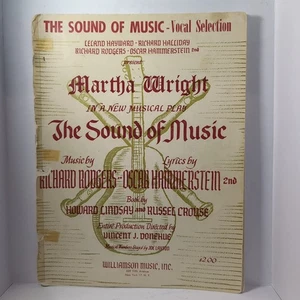 THE SOUND OF MUSIC - Vocal Selection
LELAND HAYWARD · RICHARD HALLIDAY
RICHARD RODGERS · OSCAR HAMMERSTEIN 2nd
present
Martha Wright
IN A NEW MUSICAL PLAY
The Sound of Music
Music by Lyrics by
RICHARD RODGERS - OSCAR HAMMERSTEIN 2nd
Book by
HOWARD LINDSAY and RUSSEL CROUSE
Entire Production Directed by
VINCENT J. DONEHUE
WILLIAMSON MUSIC, INC.
$2.00